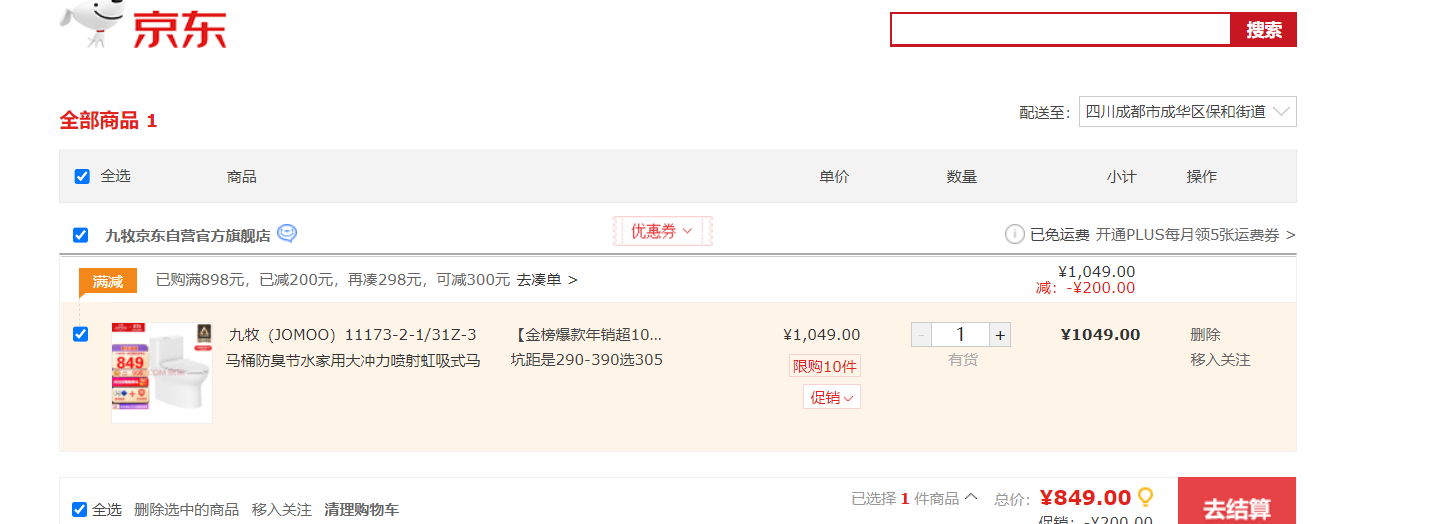 京东
搜索
全部商品 1
配送至：
四川成都市成华区保和街道
全选
商品
单价
数量
小计
操作
九牧京东自营官方旗舰店
优惠券
已免运费 开通PLUS每月领5张运费券 >
满减
已购满898元，已减200元，再凑298元，可减300元 去凑单 >
¥1,049.00
减：-¥200.00
九牧（JOMOO）11173-2-1/31Z-3
马桶防臭节水家用大冲力喷射虹吸式马
【金榜爆款年销超10...
坑距是290-390选305
¥1,049.00
限购10件
促销
- 1 +
有货
¥1049.00
删除
移入关注
849
全选
删除选中的商品
移入关注
清理购物车
已选择 1 件商品
总价：
¥849.00
促销：-¥200.00
去结算